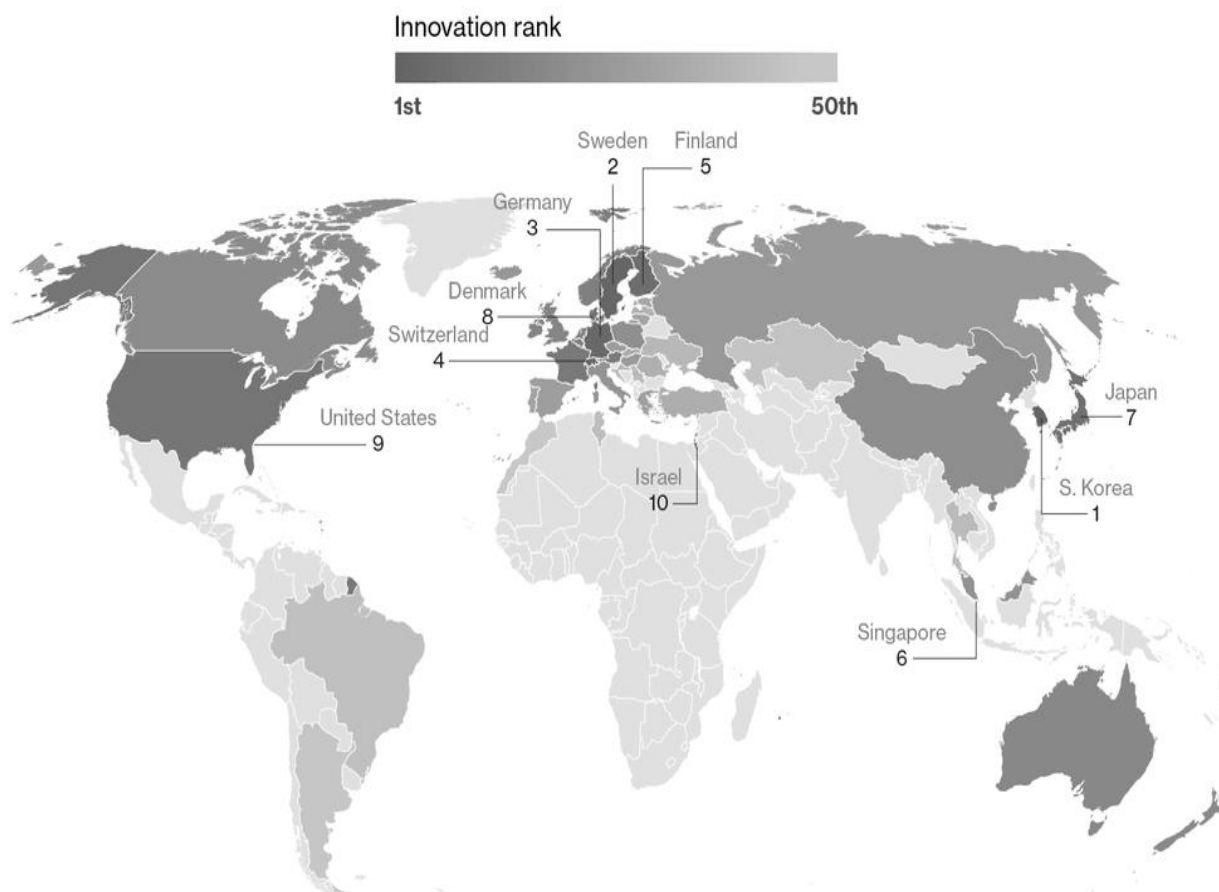 Innovation rank
1st 50th
Sweden Finland
2 5
Germany
3
Denmark
8
Switzerland
4
United States
9
Israel
10
Japan
7
S. Korea
1
Singapore
6